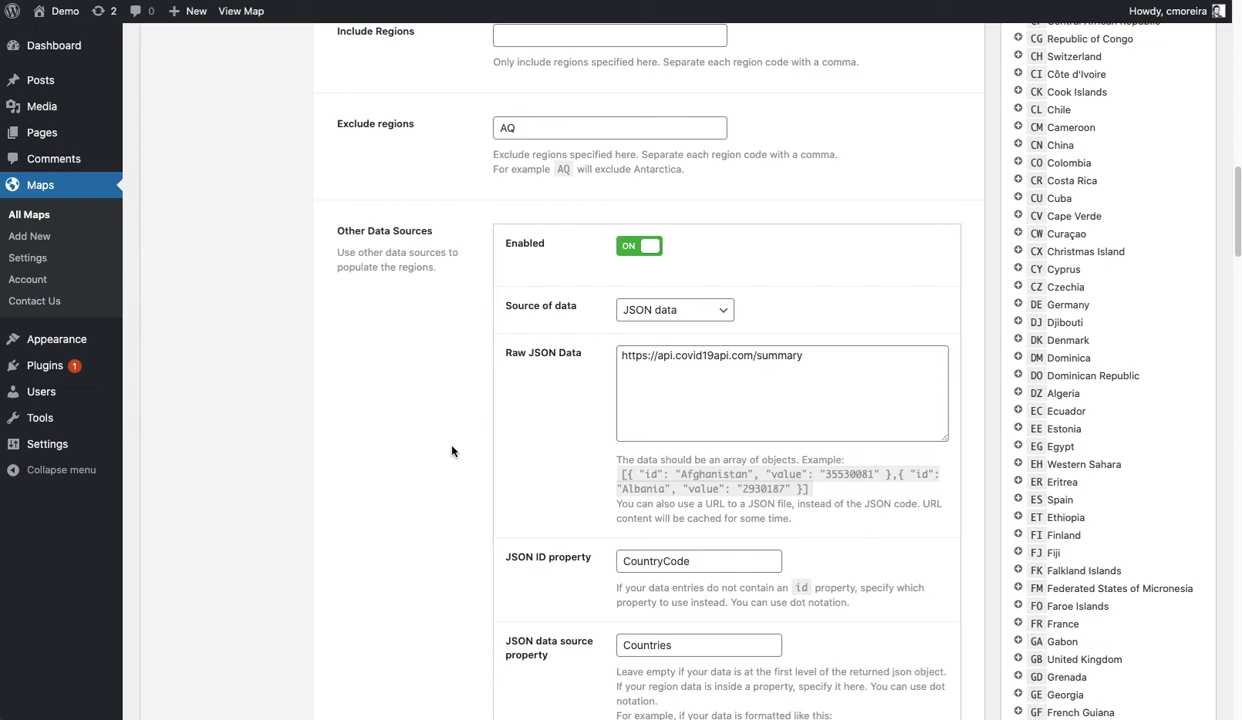 Demo
2
0
New
View Map
Howdy, cmoreira
Dashboard
Posts
Media
Pages
Comments
Maps
All Maps
Add New
Settings
Account
Contact Us
Appearance
Plugins 1
Users
Tools
Settings
Collapse menu
Include Regions
Only include regions specified here. Separate each region code with a comma.
Exclude regions
AQ
Exclude regions specified here. Separate each region code with a comma.
For example AQ will exclude Antarctica.
Other Data Sources
Use other data sources to
populate the regions.
Enabled
ON
Source of data
JSON data
Raw JSON Data
https://api.covid19api.com/summary
The data should be an array of objects. Example:
[{ "id": "Afghanistan", "value": "35530081" },{ "id":
"Albania", "value": "2930187" }]
You can also use a URL to a JSON file, instead of the JSON code. URL
content will be cached for some time.
JSON ID property
CountryCode
If your data entries do not contain an id property, specify which
property to use instead. You can use dot notation.
JSON data source
property
Countries
Leave empty if your data is at the first level of the returned json object.
If your region data is inside a property, specify it here. You can use dot
notation.
For example, if your data is formatted like this:
CF Central African Republic
CG Republic of Congo
CH Switzerland
CI Côte d'Ivoire
CK Cook Islands
CL Chile
CM Cameroon
CN China
CO Colombia
CR Costa Rica
CU Cuba
CV Cape Verde
CW Curaçao
CX Christmas Island
CY Cyprus
CZ Czechia
DE Germany
DJ Djibouti
DK Denmark
DM Dominica
DO Dominican Republic
DZ Algeria
EC Ecuador
EE Estonia
EG Egypt
EH Western Sahara
ER Eritrea
ES Spain
ET Ethiopia
FI Finland
FJ Fiji
FK Falkland Islands
FM Federated States of Micronesia
FO Faroe Islands
FR France
GA Gabon
GB United Kingdom
GD Grenada
GE Georgia
GF French Guiana